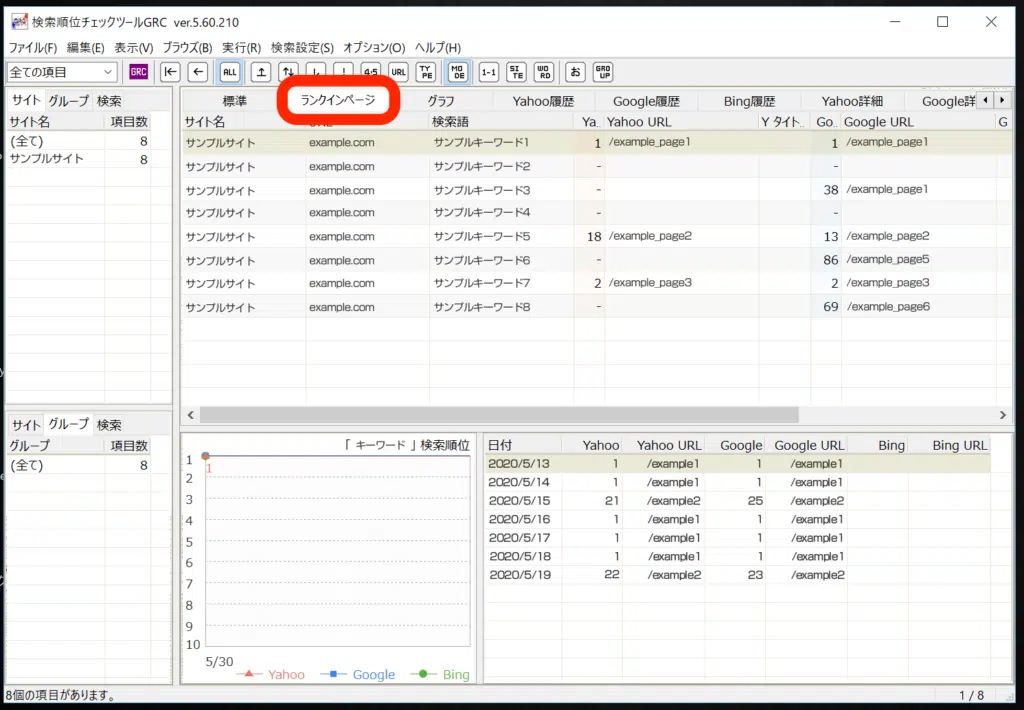 検索順位チェックツールGRC ver.5.60.210
ファイル(F) 編集(E) 表示(V) ブラウズ(B) 実行(R) 検索設定(S) オプション(O) ヘルプ(H)
全ての項目 GRC ALL 4-5 URL TYPE MODE 1-1 SITE WORD お GROUP
サイト グループ 検索
サイト名 項目数
(全て) 8
サンプルサイト 8
標準 ランクインページ グラフ Yahoo履歴 Google履歴 Bing履歴 Yahoo詳細 Google詳
サイト名 URL 検索語 Ya.. Yahoo URL Y タイト.. Go.. Google URL G
サンプルサイト example.com サンプルキーワード1 1 /example_page1 1 /example_page1
サンプルサイト example.com サンプルキーワード2 - -
サンプルサイト example.com サンプルキーワード3 - 38 /example_page1
サンプルサイト example.com サンプルキーワード4 - -
サンプルサイト example.com サンプルキーワード5 18 /example_page2 13 /example_page2
サンプルサイト example.com サンプルキーワード6 - 86 /example_page5
サンプルサイト example.com サンプルキーワード7 2 /example_page3 2 /example_page3
サンプルサイト example.com サンプルキーワード8 - 69 /example_page6
サイト グループ 検索
グループ 項目数
(全て) 8
「 キーワード 」検索順位
1
1
2
3
4
5
6
7
8
9
10
5/30
Yahoo Google Bing
日付 Yahoo Yahoo URL Google Google URL Bing Bing URL
2020/5/13 1 /example1 1 /example1
2020/5/14 1 /example1 1 /example1
2020/5/15 21 /example2 25 /example2
2020/5/16 1 /example1 1 /example1
2020/5/17 1 /example1 1 /example1
2020/5/18 1 /example1 1 /example1
2020/5/19 22 /example2 23 /example2
8個の項目があります。
1 / 8